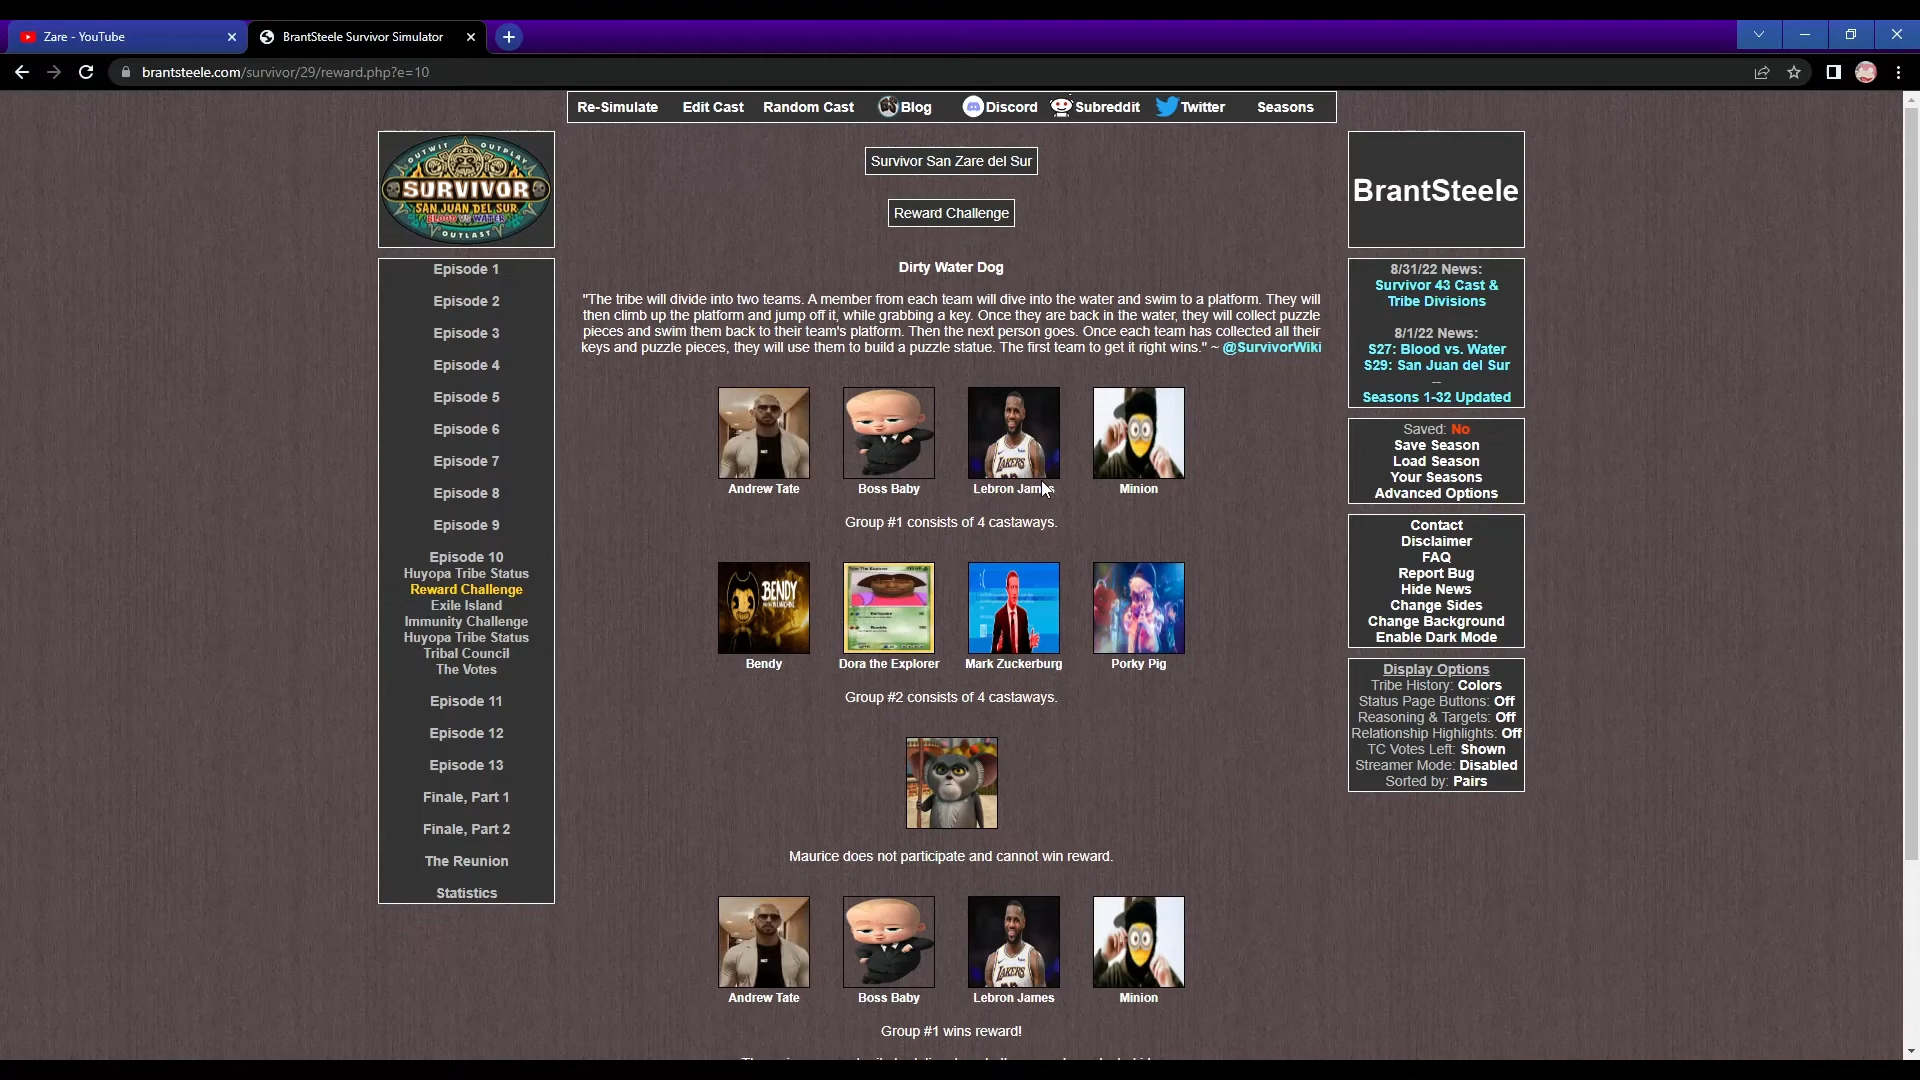 Zare - YouTube
BrantSteele Survivor Simulator
brantsteele.com/survivor/29/reward.php?e=10
Re-Simulate Edit Cast Random Cast Blog Discord Subreddit Twitter Seasons
OUTWIT OUTPLAY
SURVIVOR
SAN JUAN DEL SUR
BLOOD VS WATER
OUTLAST
Episode 1
Episode 2
Episode 3
Episode 4
Episode 5
Episode 6
Episode 7
Episode 8
Episode 9
Episode 10
Huyopa Tribe Status
Reward Challenge
Exile Island
Immunity Challenge
Huyopa Tribe Status
Tribal Council
The Votes
Episode 11
Episode 12
Episode 13
Finale, Part 1
Finale, Part 2
The Reunion
Statistics
Survivor San Zare del Sur
Reward Challenge
Dirty Water Dog
"The tribe will divide into two teams. A member from each team will dive into the water and swim to a platform. They will
then climb up the platform and jump off it, while grabbing a key. Once they are back in the water, they will collect puzzle
pieces and swim them back to their team's platform. Then the next person goes. Once each team has collected all their
keys and puzzle pieces, they will use them to build a puzzle statue. The first team to get it right wins." ~ @SurvivorWiki
LAKERS
Andrew Tate Boss Baby Lebron James Minion
Group #1 consists of 4 castaways.
BENDY
Bendy Dora the Explorer Mark Zuckerburg Porky Pig
Group #2 consists of 4 castaways.
Maurice does not participate and cannot win reward.
LAKERS
Andrew Tate Boss Baby Lebron James Minion
Group #1 wins reward!
BrantSteele
8/31/22 News:
Survivor 43 Cast &
Tribe Divisions
8/1/22 News:
S27: Blood vs. Water
S29: San Juan del Sur
---
Seasons 1-32 Updated
Saved: No
Save Season
Load Season
Your Seasons
Advanced Options
Contact
Disclaimer
FAQ
Report Bug
Hide News
Change Sides
Change Background
Enable Dark Mode
Display Options
Tribe History: Colors
Status Page Buttons: Off
Reasoning & Targets: Off
Relationship Highlights: Off
TC Votes Left: Shown
Streamer Mode: Disabled
Sorted by: Pairs